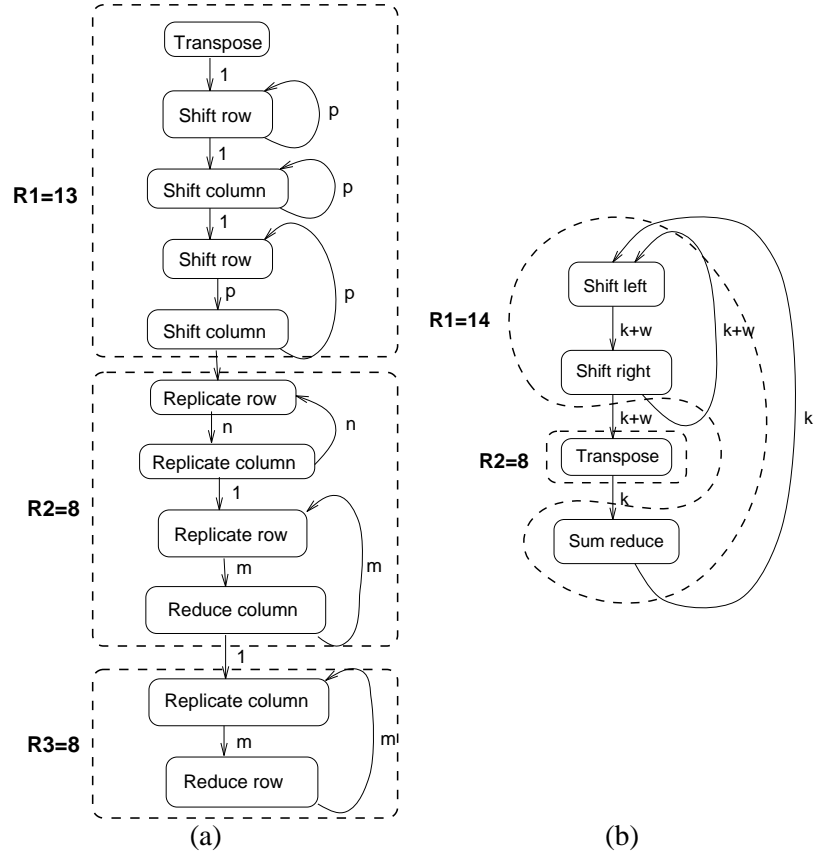 Transpose
1
Shift row
p
1
Shift column
p
R1=13
1
Shift row
p
p
Shift column
Replicate row
n
n
Replicate column
R2=8
1
Replicate row
m
m
Reduce column
1
Replicate column
R3=8
m
m
Reduce row
(a)
Shift left
R1=14
k+w
k+w
Shift right
k
k+w
R2=8
Transpose
k
Sum reduce
(b)